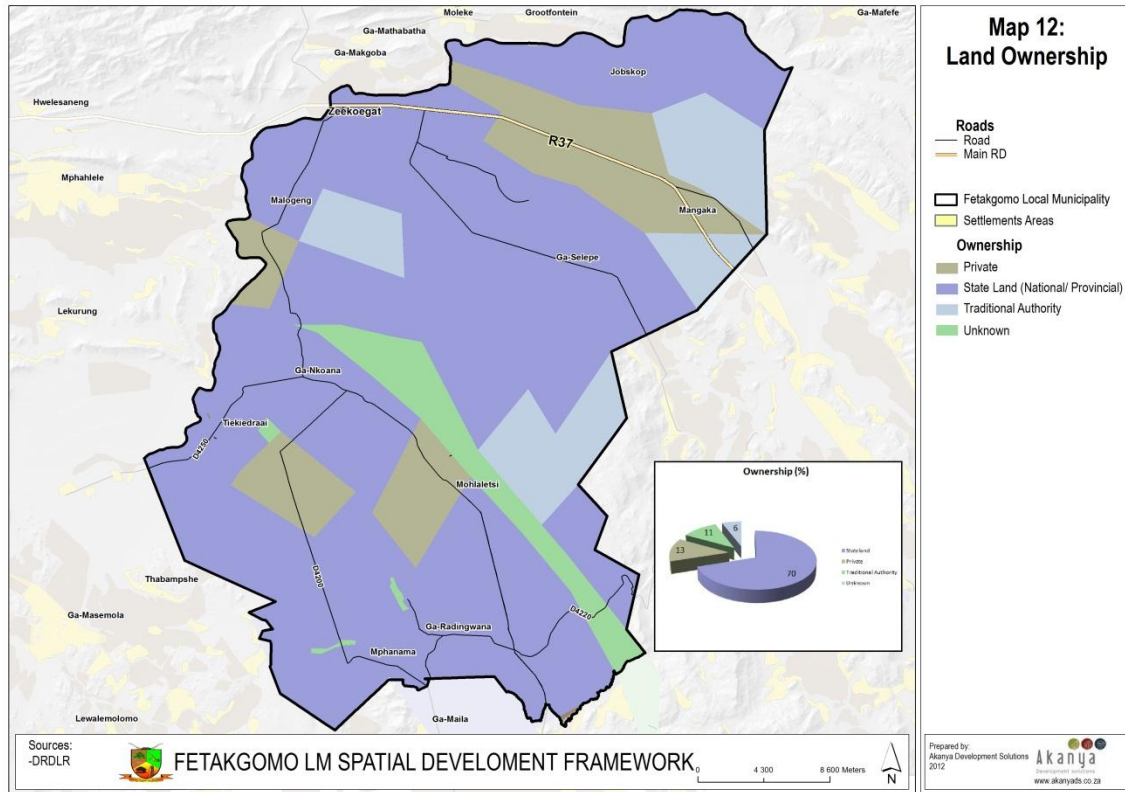 Moleke
Grootfontein
Ga-Mafefe
Ga-Mathabatha
Ga-Makgoba
Jobskop
Hwelesaneng
Zeekoegat
R37
Mphahlele
Malogeng
Mangaka
Ga-Selepe
Lekurung
Ga-Nkoana
Tiekiedraai
D4250
Mohlaletsi
Thabampshe
D4200
Ga-Masemola
D4220
Ga-Radingwana
Mphanama
Lewalemolomo
Ga-Maila
Ownership (%)
11
6
13
70
Stateland
Private
Traditional Authority
Unknown
Sources:
-DRDLR
FETAKGOMO LM SPATIAL DEVELOMENT FRAMEWORK
0 4 300 8 600 Meters
N
Map 12:
Land Ownership
Roads
Road
Main RD
Fetakgomo Local Municipality
Settlements Areas
Ownership
Private
State Land (National/ Provincial)
Traditional Authority
Unknown
Prepared by:
Akanya Development Solutions
2012
Akanya
Development solutions
www.akanyads.co.za